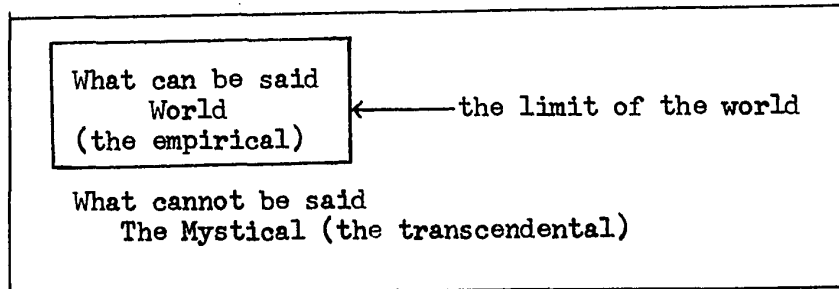 What can be said
World
the limit of the world
(the empirical)
What cannot be said
The Mystical (the transcendental)